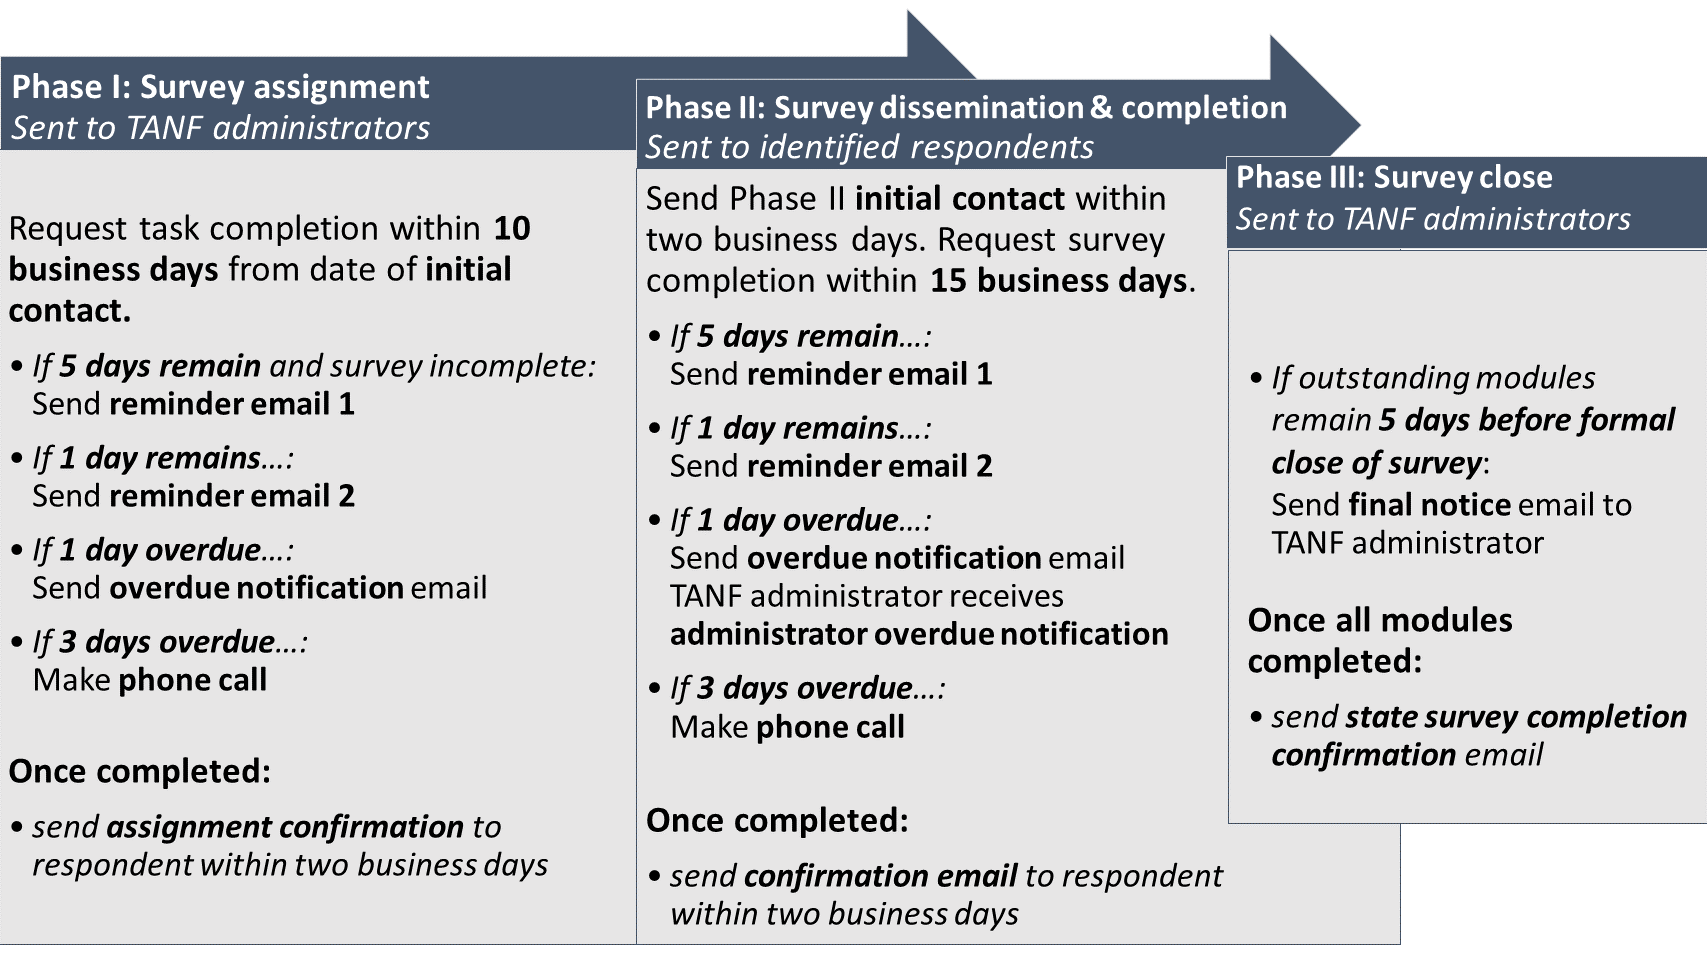 Phase I: Survey assignment
Sent to TANF administrators
Request task completion within 10
business days from date of initial
contact.
• If 5 days remain and survey incomplete:
Send reminder email 1
• If 1 day remains...:
Send reminder email 2
• If 1 day overdue...:
Send overdue notification email
• If 3 days overdue...:
Make phone call
Once completed:
• send assignment confirmation to
respondent within two business days
Phase II: Survey dissemination & completion
Sent to identified respondents
Send Phase II initial contact within
two business days. Request survey
completion within 15 business days.
• If 5 days remain...:
Send reminder email 1
• If 1 day remains...:
Send reminder email 2
• If 1 day overdue...:
Send overdue notification email
TANF administrator receives
administrator overdue notification
• If 3 days overdue...:
Make phone call
Once completed:
• send confirmation email to respondent
within two business days
Phase III: Survey close
Sent to TANF administrators
• If outstanding modules
remain 5 days before formal
close of survey:
Send final notice email to
TANF administrator
Once all modules
completed:
• send state survey completion
confirmation email